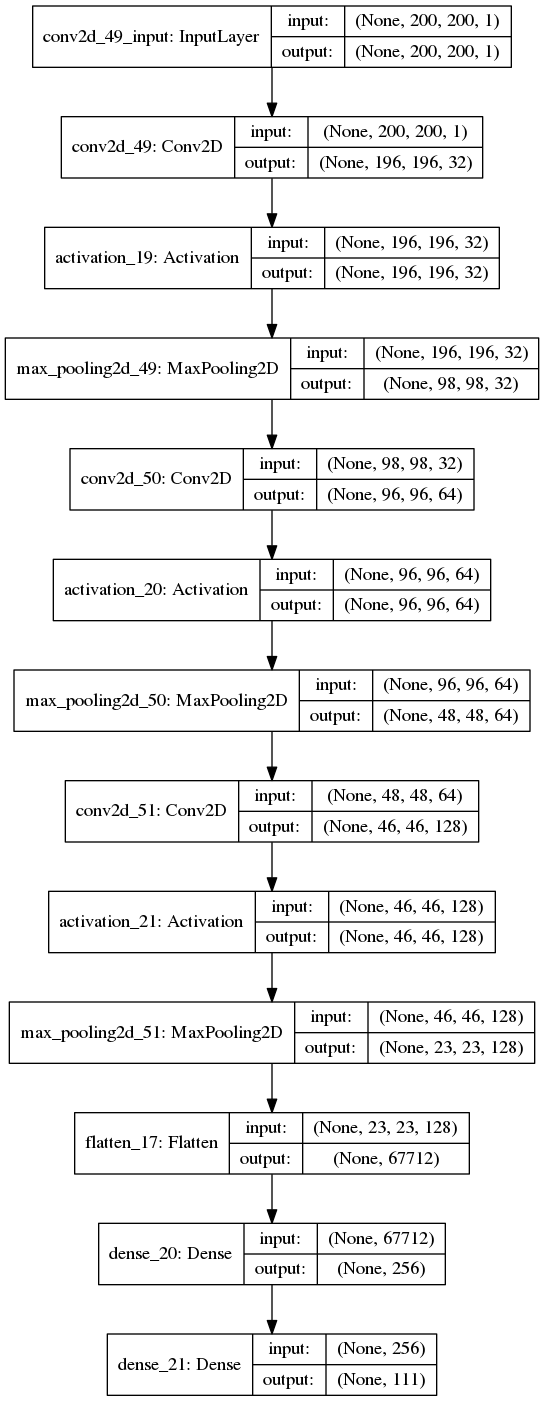 conv2d_49_input: InputLayer
input: (None, 200, 200, 1)
output: (None, 200, 200, 1)
conv2d_49: Conv2D
input: (None, 200, 200, 1)
output: (None, 196, 196, 32)
activation_19: Activation
input: (None, 196, 196, 32)
output: (None, 196, 196, 32)
max_pooling2d_49: MaxPooling2D
input: (None, 196, 196, 32)
output: (None, 98, 98, 32)
conv2d_50: Conv2D
input: (None, 98, 98, 32)
output: (None, 96, 96, 64)
activation_20: Activation
input: (None, 96, 96, 64)
output: (None, 96, 96, 64)
max_pooling2d_50: MaxPooling2D
input: (None, 96, 96, 64)
output: (None, 48, 48, 64)
conv2d_51: Conv2D
input: (None, 48, 48, 64)
output: (None, 46, 46, 128)
activation_21: Activation
input: (None, 46, 46, 128)
output: (None, 46, 46, 128)
max_pooling2d_51: MaxPooling2D
input: (None, 46, 46, 128)
output: (None, 23, 23, 128)
flatten_17: Flatten
input: (None, 23, 23, 128)
output: (None, 67712)
dense_20: Dense
input: (None, 67712)
output: (None, 256)
dense_21: Dense
input: (None, 256)
output: (None, 111)